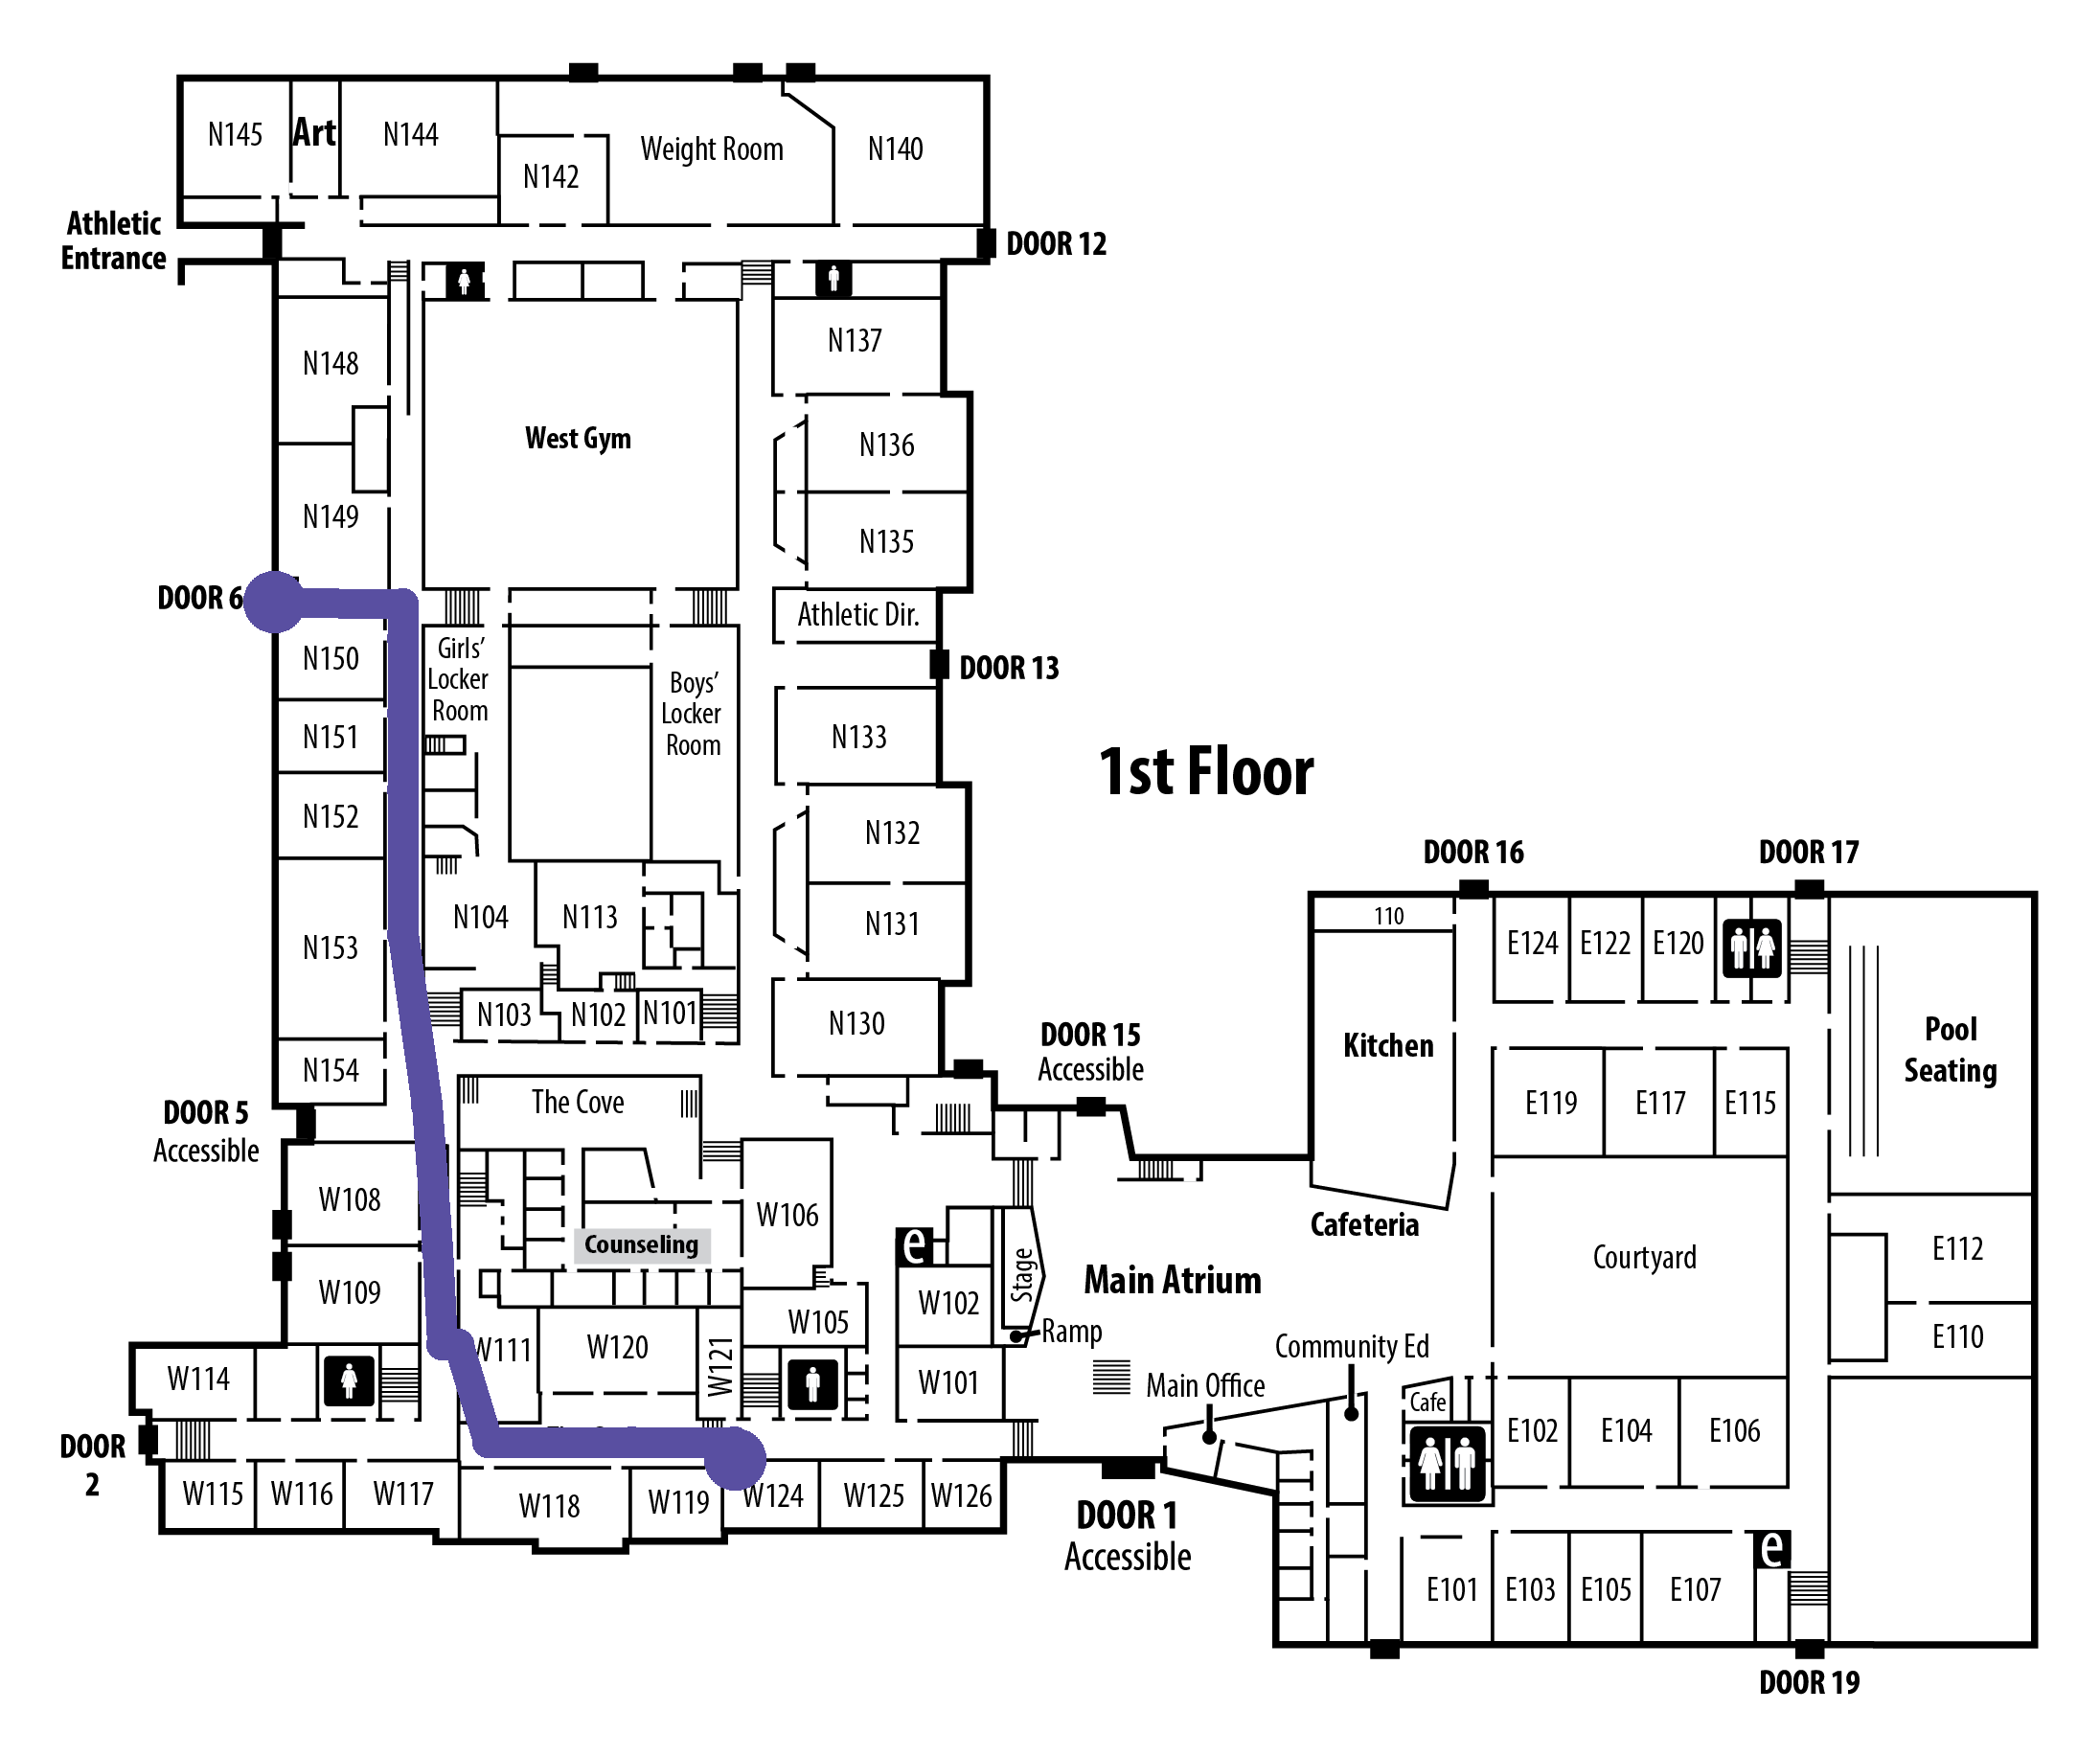 N145
Art
N144
N142
Weight Room
N140
Athletic
Entrance
DOOR 12
N148
N137
West Gym
N136
N149
N135
DOOR 6
Athletic Dir.
Girls'
Locker
Room
N150
Boys'
Locker
Room
DOOR 13
N151
N133
1st Floor
N152
N132
DOOR 16
DOOR 17
N104
N113
N131
110
E124
E122
E120
N153
N103
N102
N101
N130
DOOR 15
Accessible
Kitchen
Pool
Seating
N154
The Cove
E119
E117
E115
DOOR 5
Accessible
W108
W106
Counseling
e
Stage
Cafeteria
Courtyard
E112
W109
Main Atrium
W102
W105
Ramp
E110
W111
W120
W121
Community Ed
W114
W101
Main Office
Cafe
DOOR
2
E102
E104
E106
W115
W116
W117
W118
W119
W124
W125
W126
DOOR 1
Accessible
e
E101
E103
E105
E107
DOOR 19